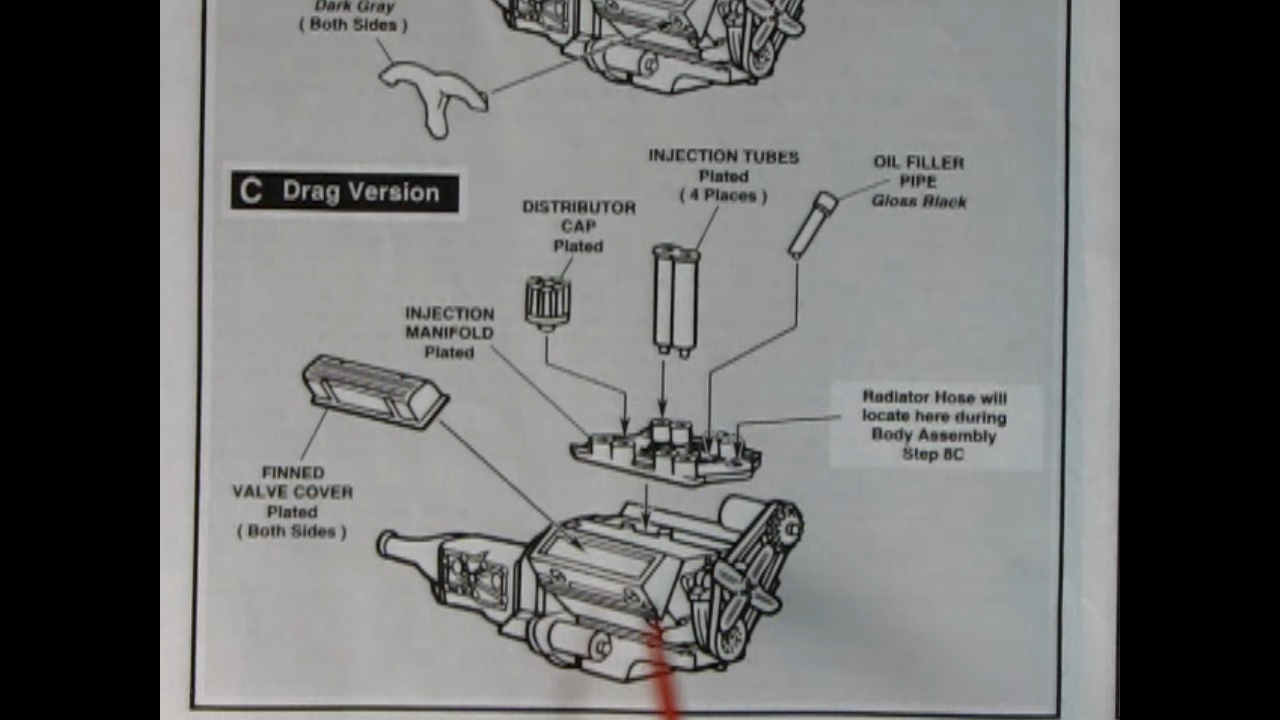 Dark Gray
( Both Sides )
C Drag Version
INJECTION TUBES
Plated
( 4 Places )
OIL FILLER
PIPE
Gloss Black
DISTRIBUTOR
CAP
Plated
INJECTION
MANIFOLD
Plated
Radiator Hose will
locate here during
Body Assembly
Step 8C
FINNED
VALVE COVER
Plated
( Both Sides )